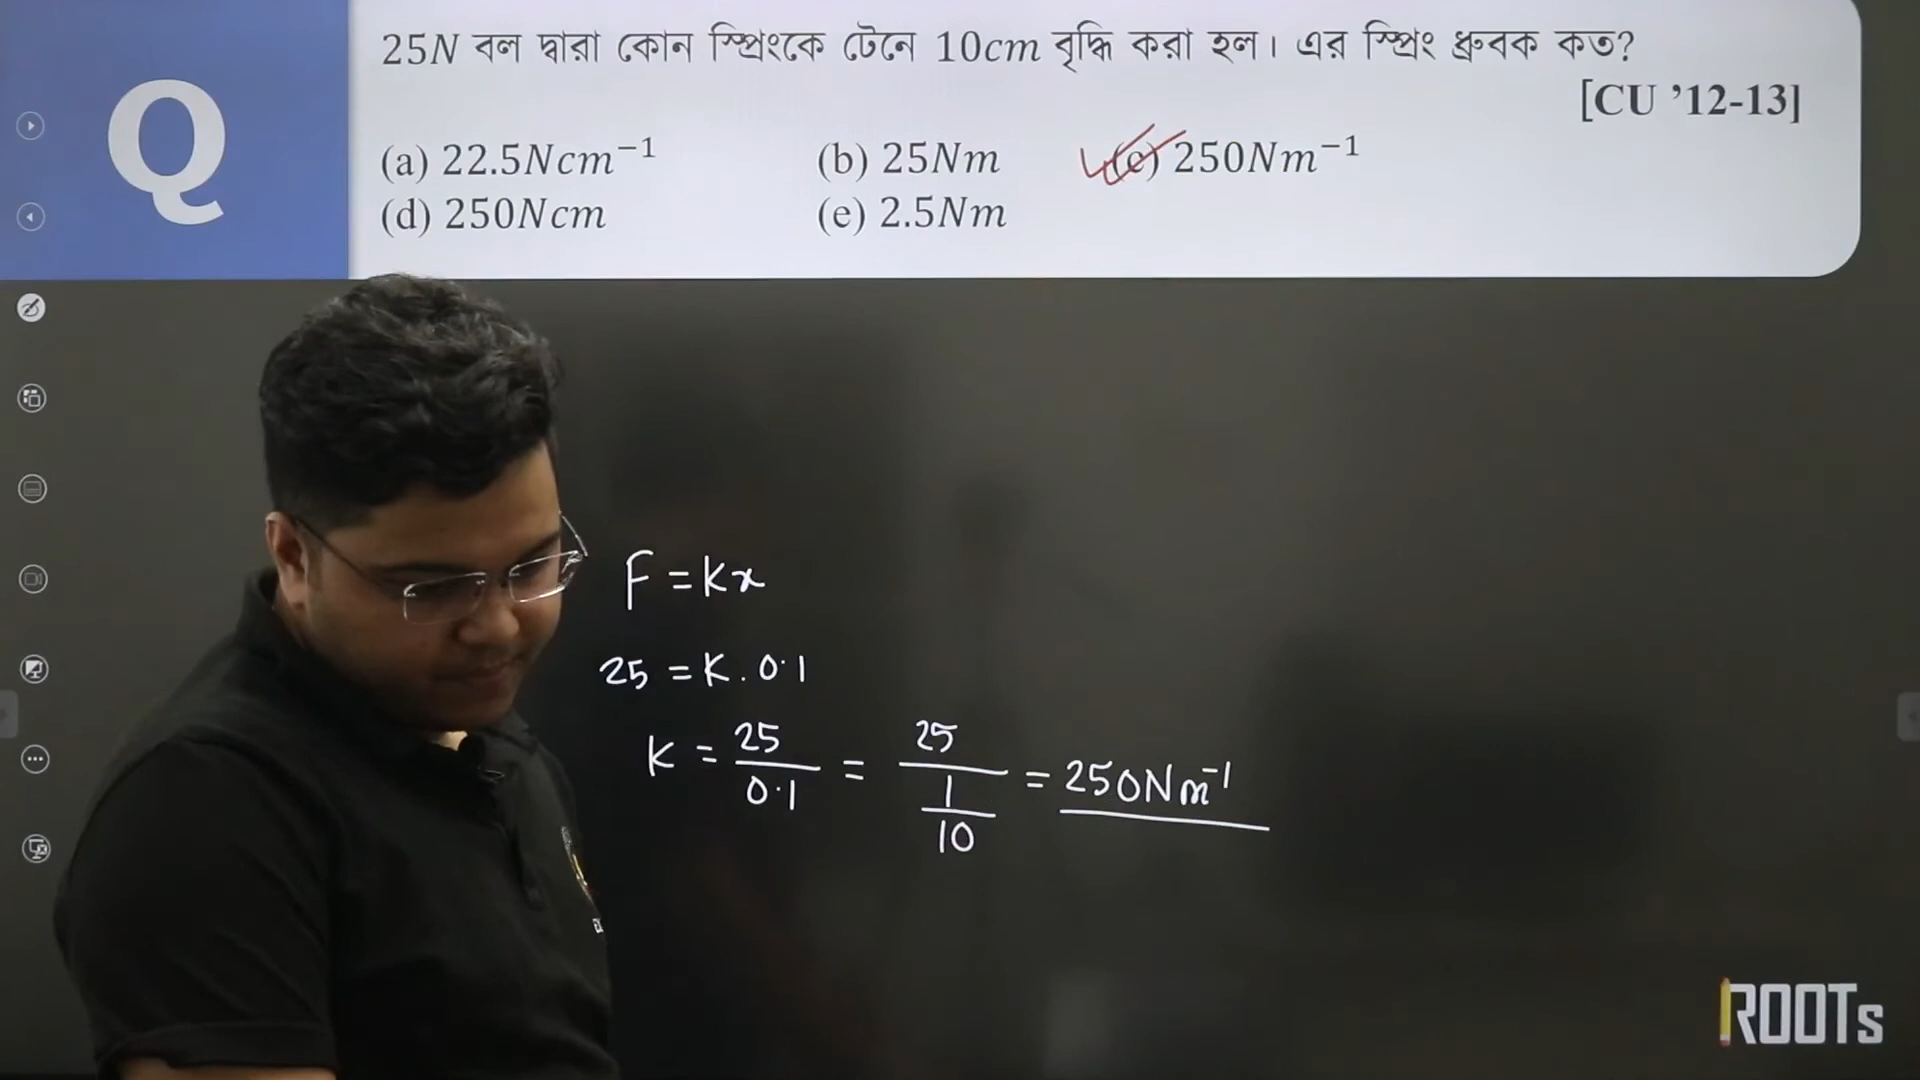 Q
25N বল দ্বারা কোন স্প্রিংকে টেনে 10cm বৃদ্ধি করা হল। এর স্প্রিং ধ্রুবক কত?
[CU ’12-13]
(a) 22.5Ncm⁻¹ (b) 25Nm (c) 250Nm⁻¹
(d) 250Ncm (e) 2.5Nm
F = Kx
25 = K . 0.1
K = 25/0.1 = 25/(1/10) = 250Nm⁻¹
ROOTs